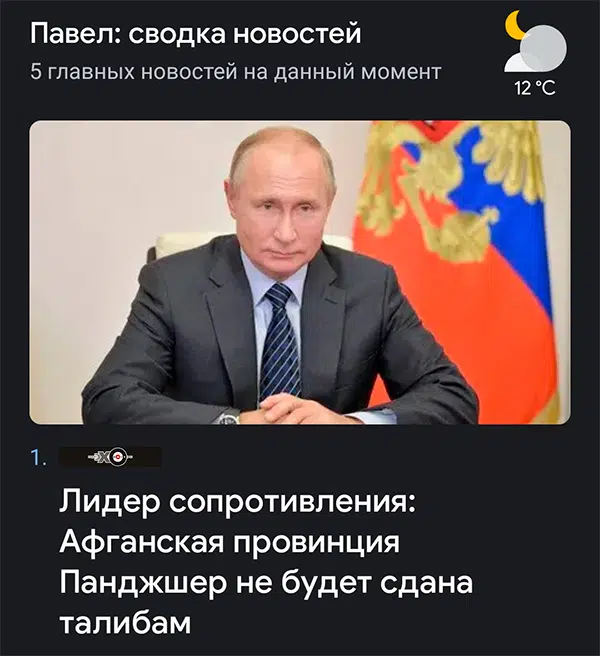 Павел: сводка новостей
5 главных новостей на данный момент
12 °C
1.
Лидер сопротивления:
Афганская провинция
Панджшер не будет сдана
талибам